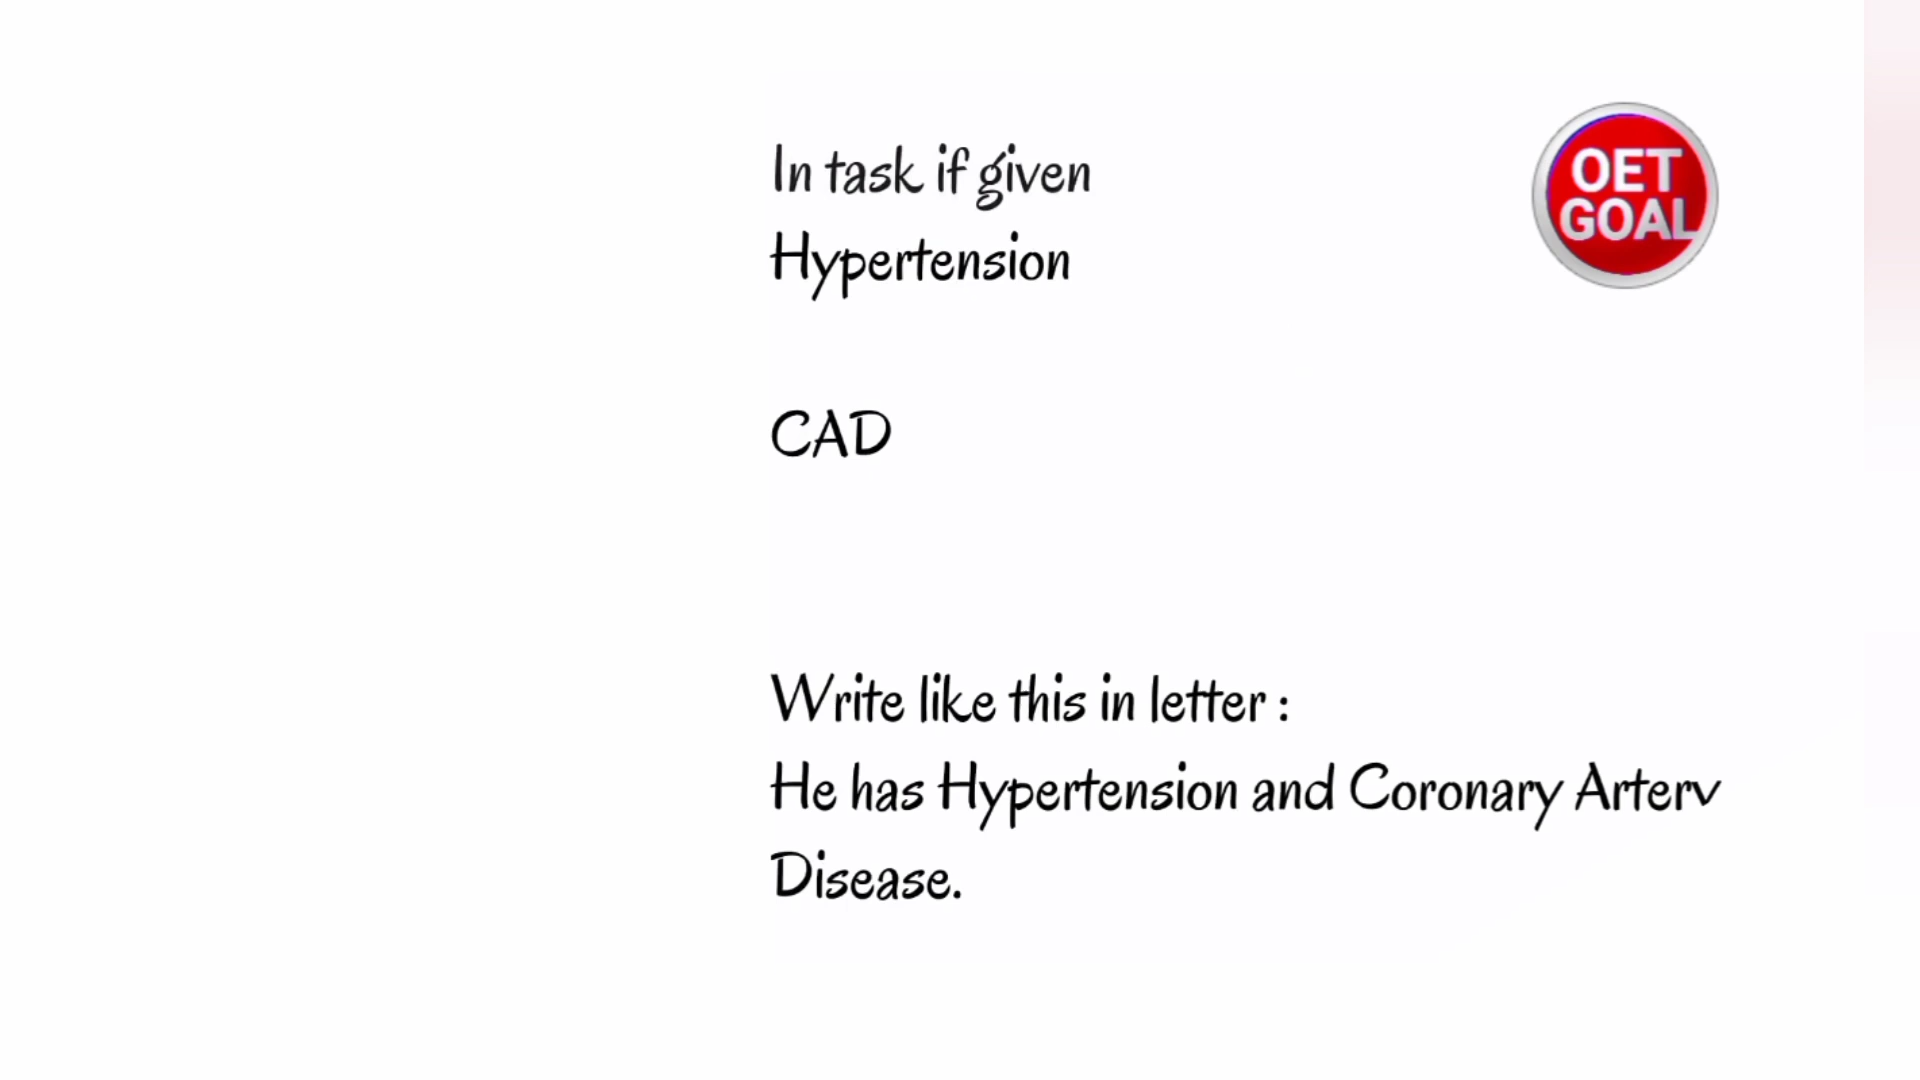 In task if given
OET
GOAL
Hypertension
CAD
Write like this in letter :
He has Hypertension and Coronary Artery
Disease.